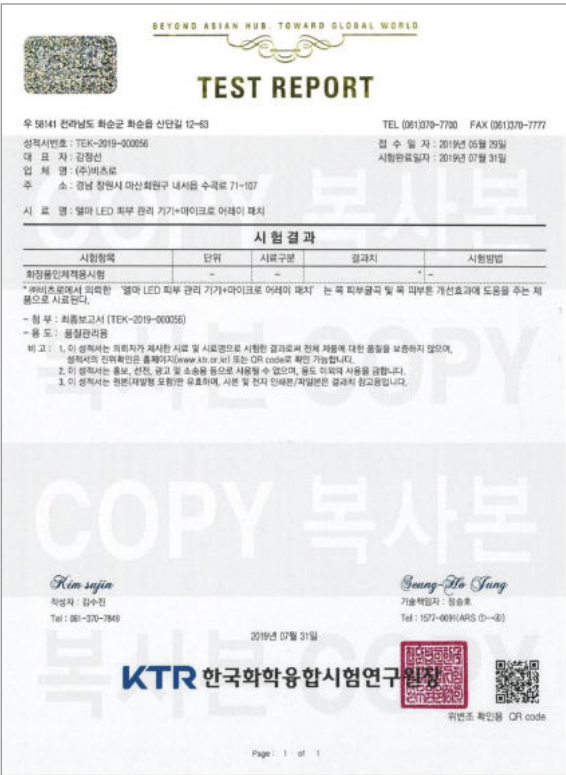 BEYOND ASIAN HUB, TOWARD GLOBAL WORLD
TEST REPORT
우 58141 전라남도 화순군 화순읍 산단길 12-63
TEL (061)370-7700 FAX (061)370-7777
성적서번호 : TEK-2019-000056
접 수 일 자 : 2019년 05월 29일
대 표 자 : 김정선
시험완료일자 : 2019년 07월 31일
업 체 명 : (주)비츠로
주 소 : 경남 창원시 마산회원구 내서읍 수곡로 71-107
시 료 명 : 엘마 LED 피부 관리 기기+마이크로 어레이 패치
시험결과
시험항목 단위 시료구분 결과치 시험방법
화장품인체적용시험 - - * -
* ㈜비츠로에서 의뢰한 '엘마 LED 피부 관리 기기+마이크로 어레이 패치' 는 목 피부굴곡 및 목 피부톤 개선효과에 도움을 주는 제
품으로 사료된다.
- 첨 부 : 최종보고서 (TEK-2019-000056)
- 용 도 : 품질관리용
비 고 : 1. 이 성적서는 의뢰자가 제시한 시료 및 시료명으로 시험한 결과로써 전체 제품에 대한 품질을 보증하지 않으며,
성적서의 진위확인은 홈페이지(www.ktr.or.kr) 또는 QR code로 확인 가능합니다.
2. 이 성적서는 홍보, 선전, 광고 및 소송용 등으로 사용될 수 없으며, 용도 이외의 사용을 금합니다.
3. 이 성적서는 원본(재발행 포함)만 유효하며, 사본 및 전자 인쇄본/파일본은 결과치 참고용입니다.
COPY 복사본
복사본 COPY
COPY 복사본
복사본 COPY
Kim sujin
Seung-Ho Jung
작성자 : 김수진
기술책임자 : 정승호
Tel : 061-370-7849
Tel : 1577-0091(ARS ①→④)
2019년 07월 31일
KTR 한국화학융합시험연구원장
위변조 확인용 QR code
Page : 1 of 1